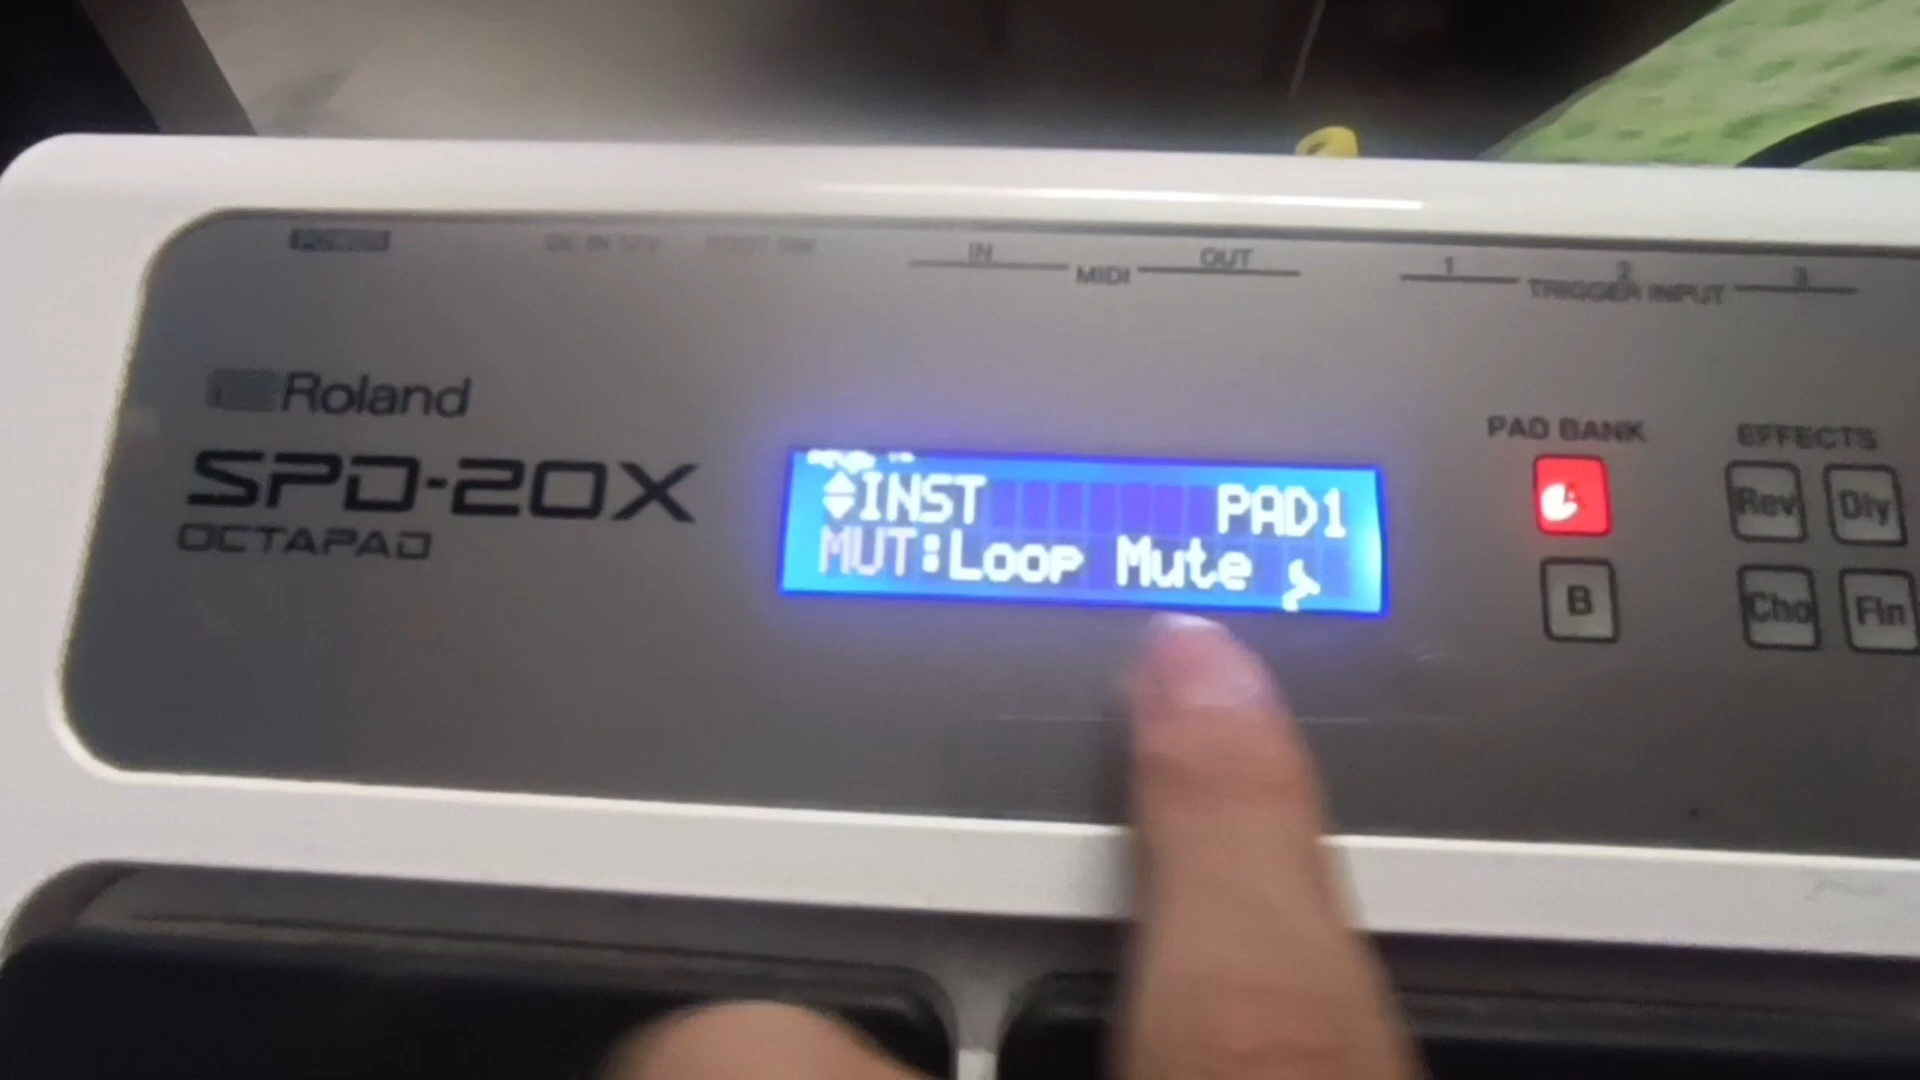 IN
MIDI
OUT
1
2
3
TRIGGER INPUT
Roland
SPD-20X
OCTAPAD
INST PAD1
MUT:Loop Mute
PAD BANK
B
EFFECTS
Rev
Dly
Cho
Fln